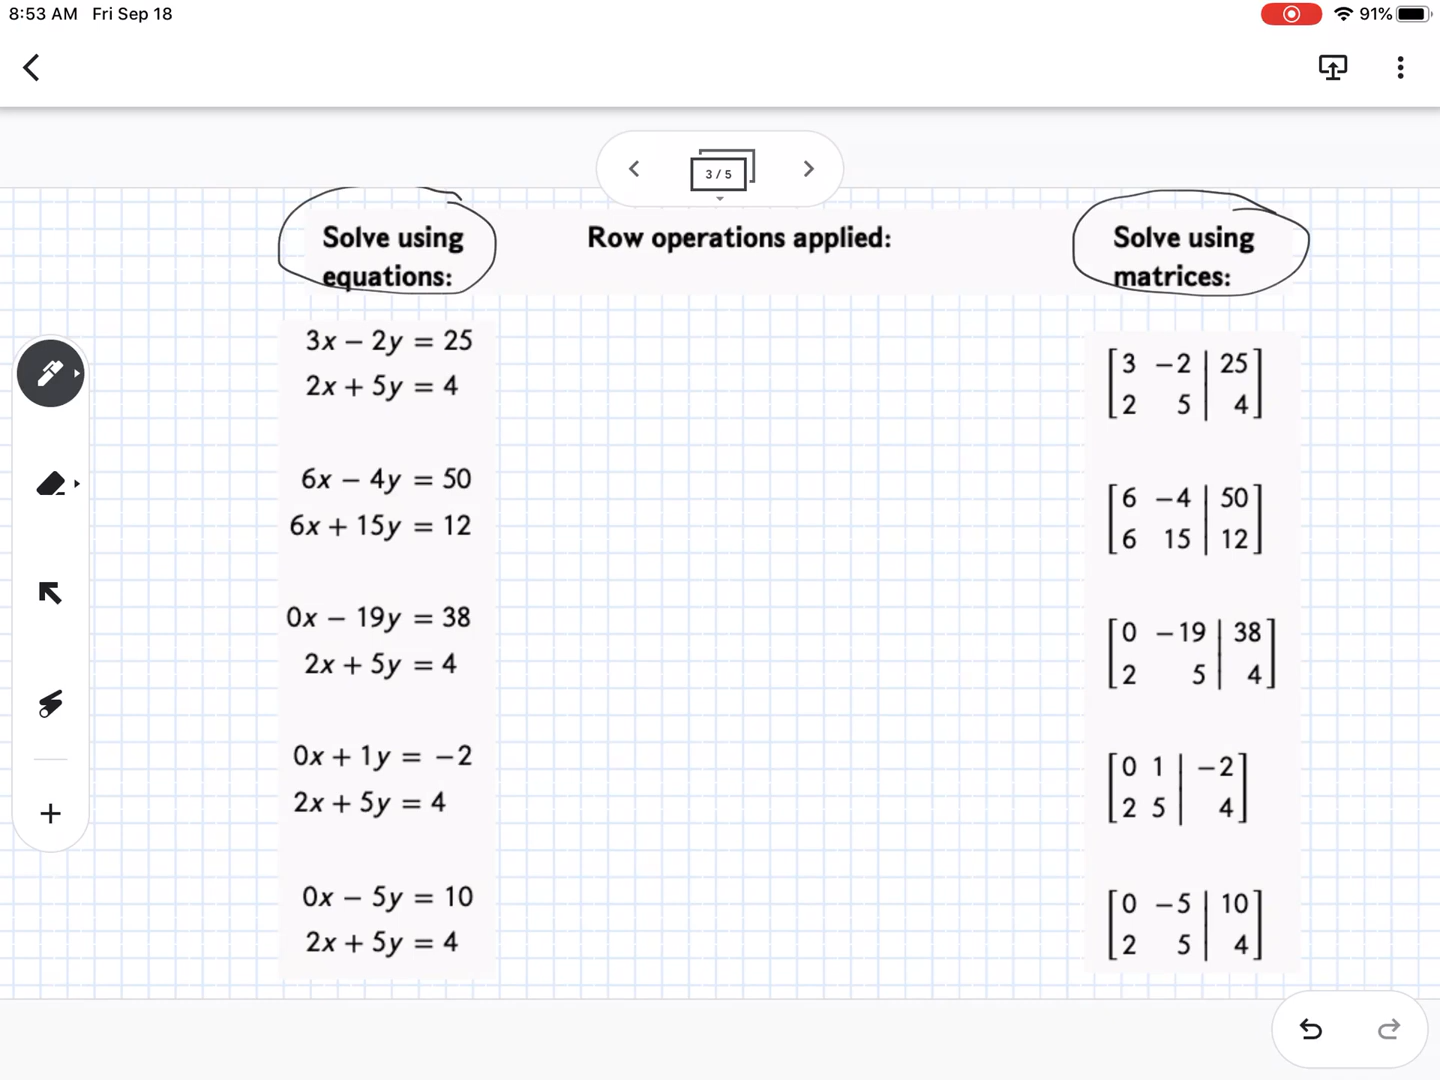 8:53 AM Fri Sep 18
91%
3 / 5
Solve using
equations:
Row operations applied:
Solve using
matrices:
3x − 2y = 25
2x + 5y = 4
[3 −2 | 25]
[2 5 | 4]
6x − 4y = 50
6x + 15y = 12
[6 −4 | 50]
[6 15 | 12]
0x − 19y = 38
2x + 5y = 4
[0 −19 | 38]
[2 5 | 4]
0x + 1y = −2
2x + 5y = 4
[0 1 | −2]
[2 5 | 4]
0x − 5y = 10
2x + 5y = 4
[0 −5 | 10]
[2 5 | 4]